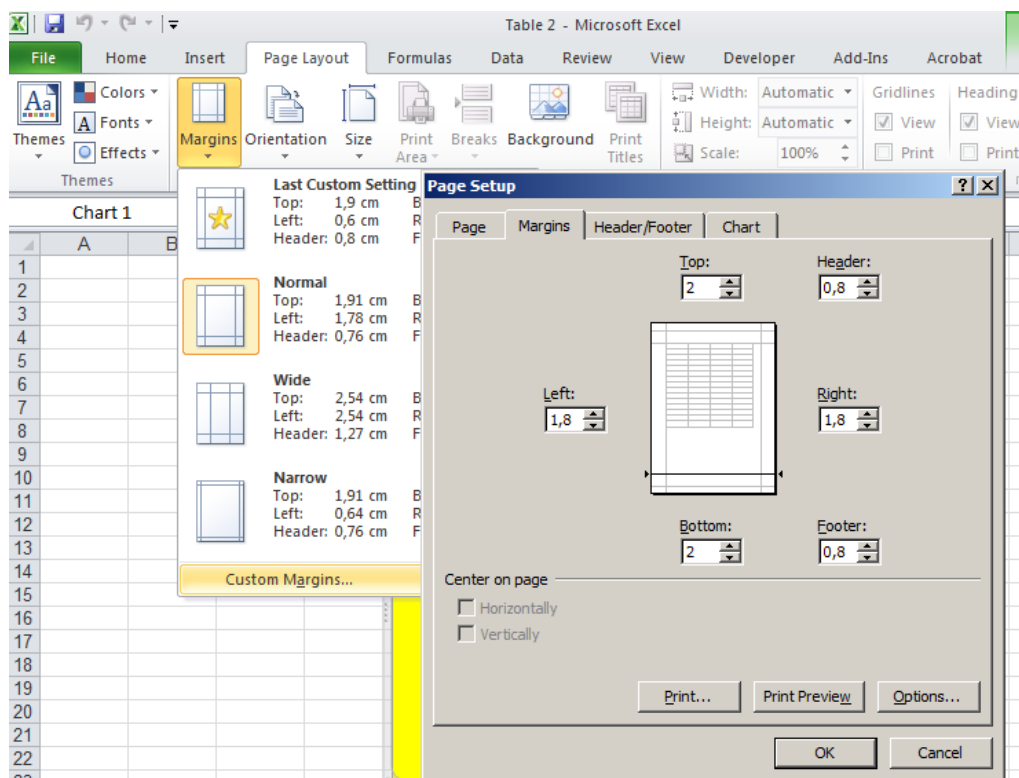 Table 2 - Microsoft Excel
File Home Insert Page Layout Formulas Data Review View Developer Add-Ins Acrobat
Colors Width: Automatic Gridlines Heading
Aa
A Fonts Height: Automatic View View
Themes Effects Margins Orientation Size Print Area Breaks Background Print Titles Scale: 100% Print Print
Themes
Chart 1
A B
1
2
3
4
5
6
7
8
9
10
11
12
13
14
15
16
17
18
19
20
21
22
Last Custom Setting
Top: 1,9 cm B
Left: 0,6 cm R
Header: 0,8 cm F
Normal
Top: 1,91 cm B
Left: 1,78 cm R
Header: 0,76 cm F
Wide
Top: 2,54 cm B
Left: 2,54 cm R
Header: 1,27 cm F
Narrow
Top: 1,91 cm B
Left: 0,64 cm R
Header: 0,76 cm F
Custom Margins...
Page Setup ? X
Page Margins Header/Footer Chart
Top: Header:
2 0,8
Left: Right:
1,8 1,8
Bottom: Footer:
2 0,8
Center on page
Horizontally
Vertically
Print... Print Preview Options...
OK Cancel